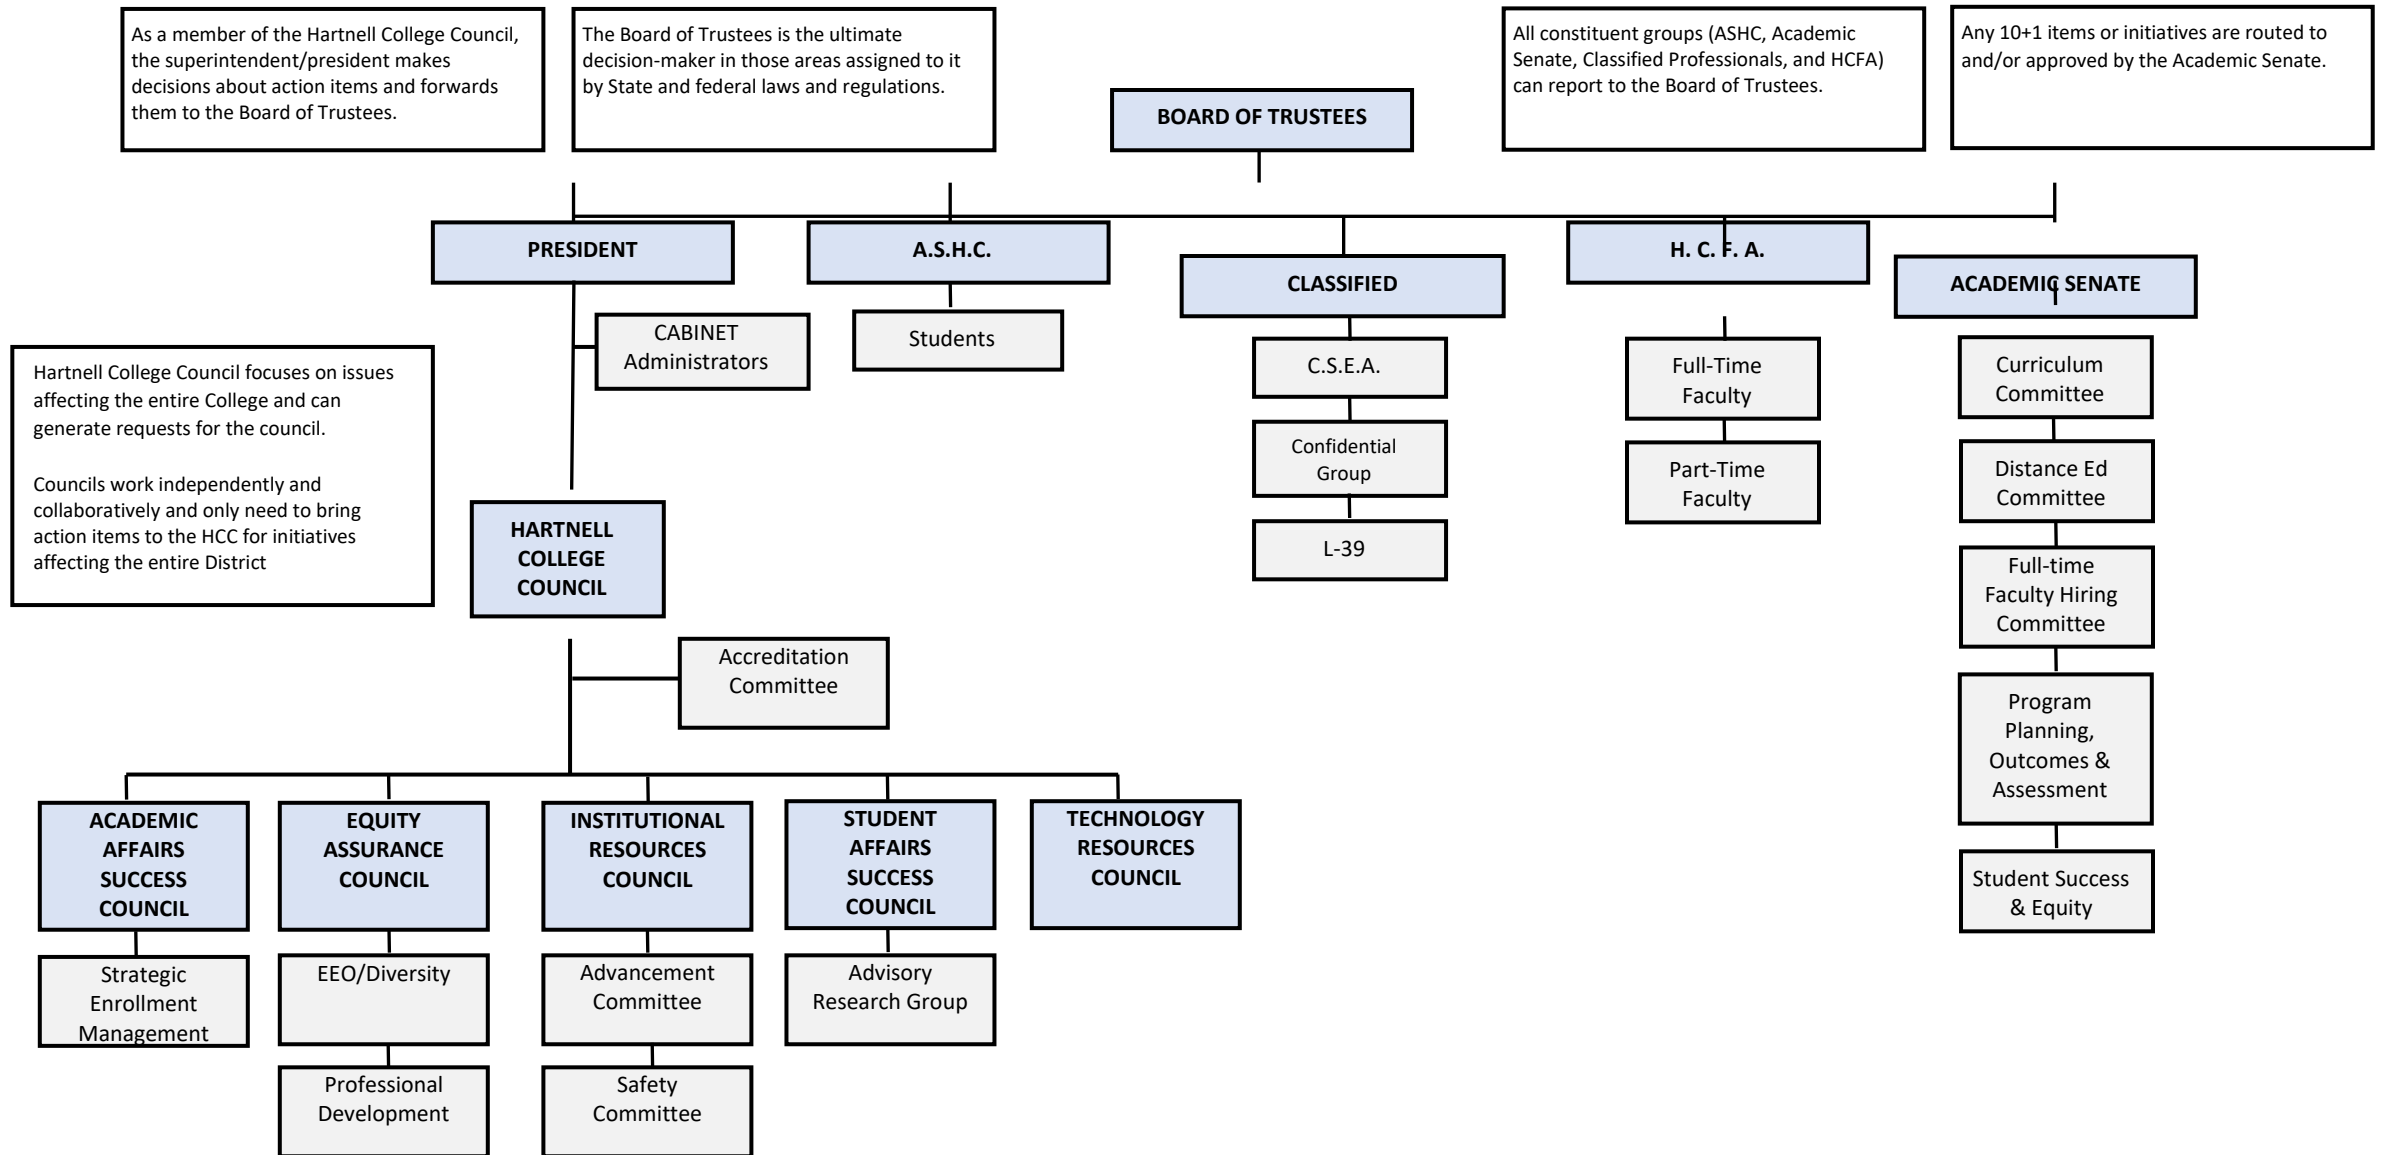 As a member of the Hartnell College Council,
the superintendent/president makes
decisions about action items and forwards
them to the Board of Trustees.
The Board of Trustees is the ultimate
decision-maker in those areas assigned to it
by State and federal laws and regulations.
BOARD OF TRUSTEES
All constituent groups (ASHC, Academic
Senate, Classified Professionals, and HCFA)
can report to the Board of Trustees.
Any 10+1 items or initiatives are routed to
and/or approved by the Academic Senate.
PRESIDENT
A.S.H.C.
CLASSIFIED
H. C. F. A.
ACADEMIC SENATE
CABINET
Administrators
Students
C.S.E.A.
Confidential
Group
L-39
Full-Time
Faculty
Part-Time
Faculty
Curriculum
Committee
Distance Ed
Committee
Full-time
Faculty Hiring
Committee
Program
Planning,
Outcomes &
Assessment
Student Success
& Equity
Hartnell College Council focuses on issues
affecting the entire College and can
generate requests for the council.
Councils work independently and
collaboratively and only need to bring
action items to the HCC for initiatives
affecting the entire District
HARTNELL
COLLEGE
COUNCIL
Accreditation
Committee
ACADEMIC
AFFAIRS
SUCCESS
COUNCIL
Strategic
Enrollment
Management
EQUITY
ASSURANCE
COUNCIL
EEO/Diversity
Professional
Development
INSTITUTIONAL
RESOURCES
COUNCIL
Advancement
Committee
Safety
Committee
STUDENT
AFFAIRS
SUCCESS
COUNCIL
Advisory
Research Group
TECHNOLOGY
RESOURCES
COUNCIL